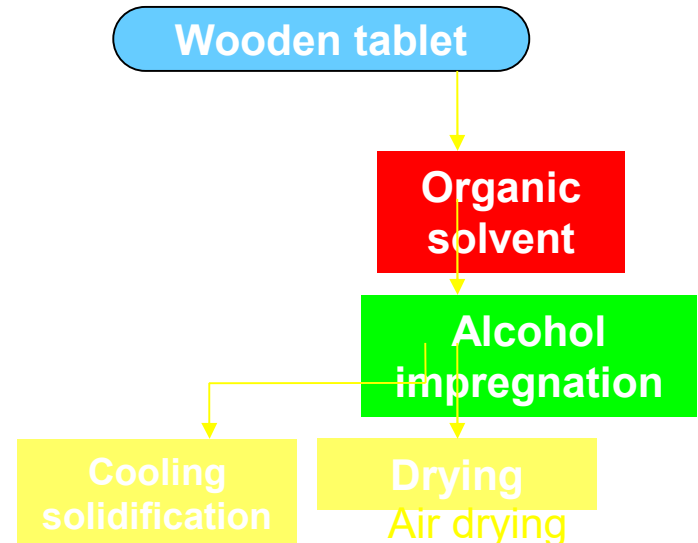 Wooden tablet
Organic
solvent
Alcohol
impregnation
Cooling
solidification
Drying
Air drying